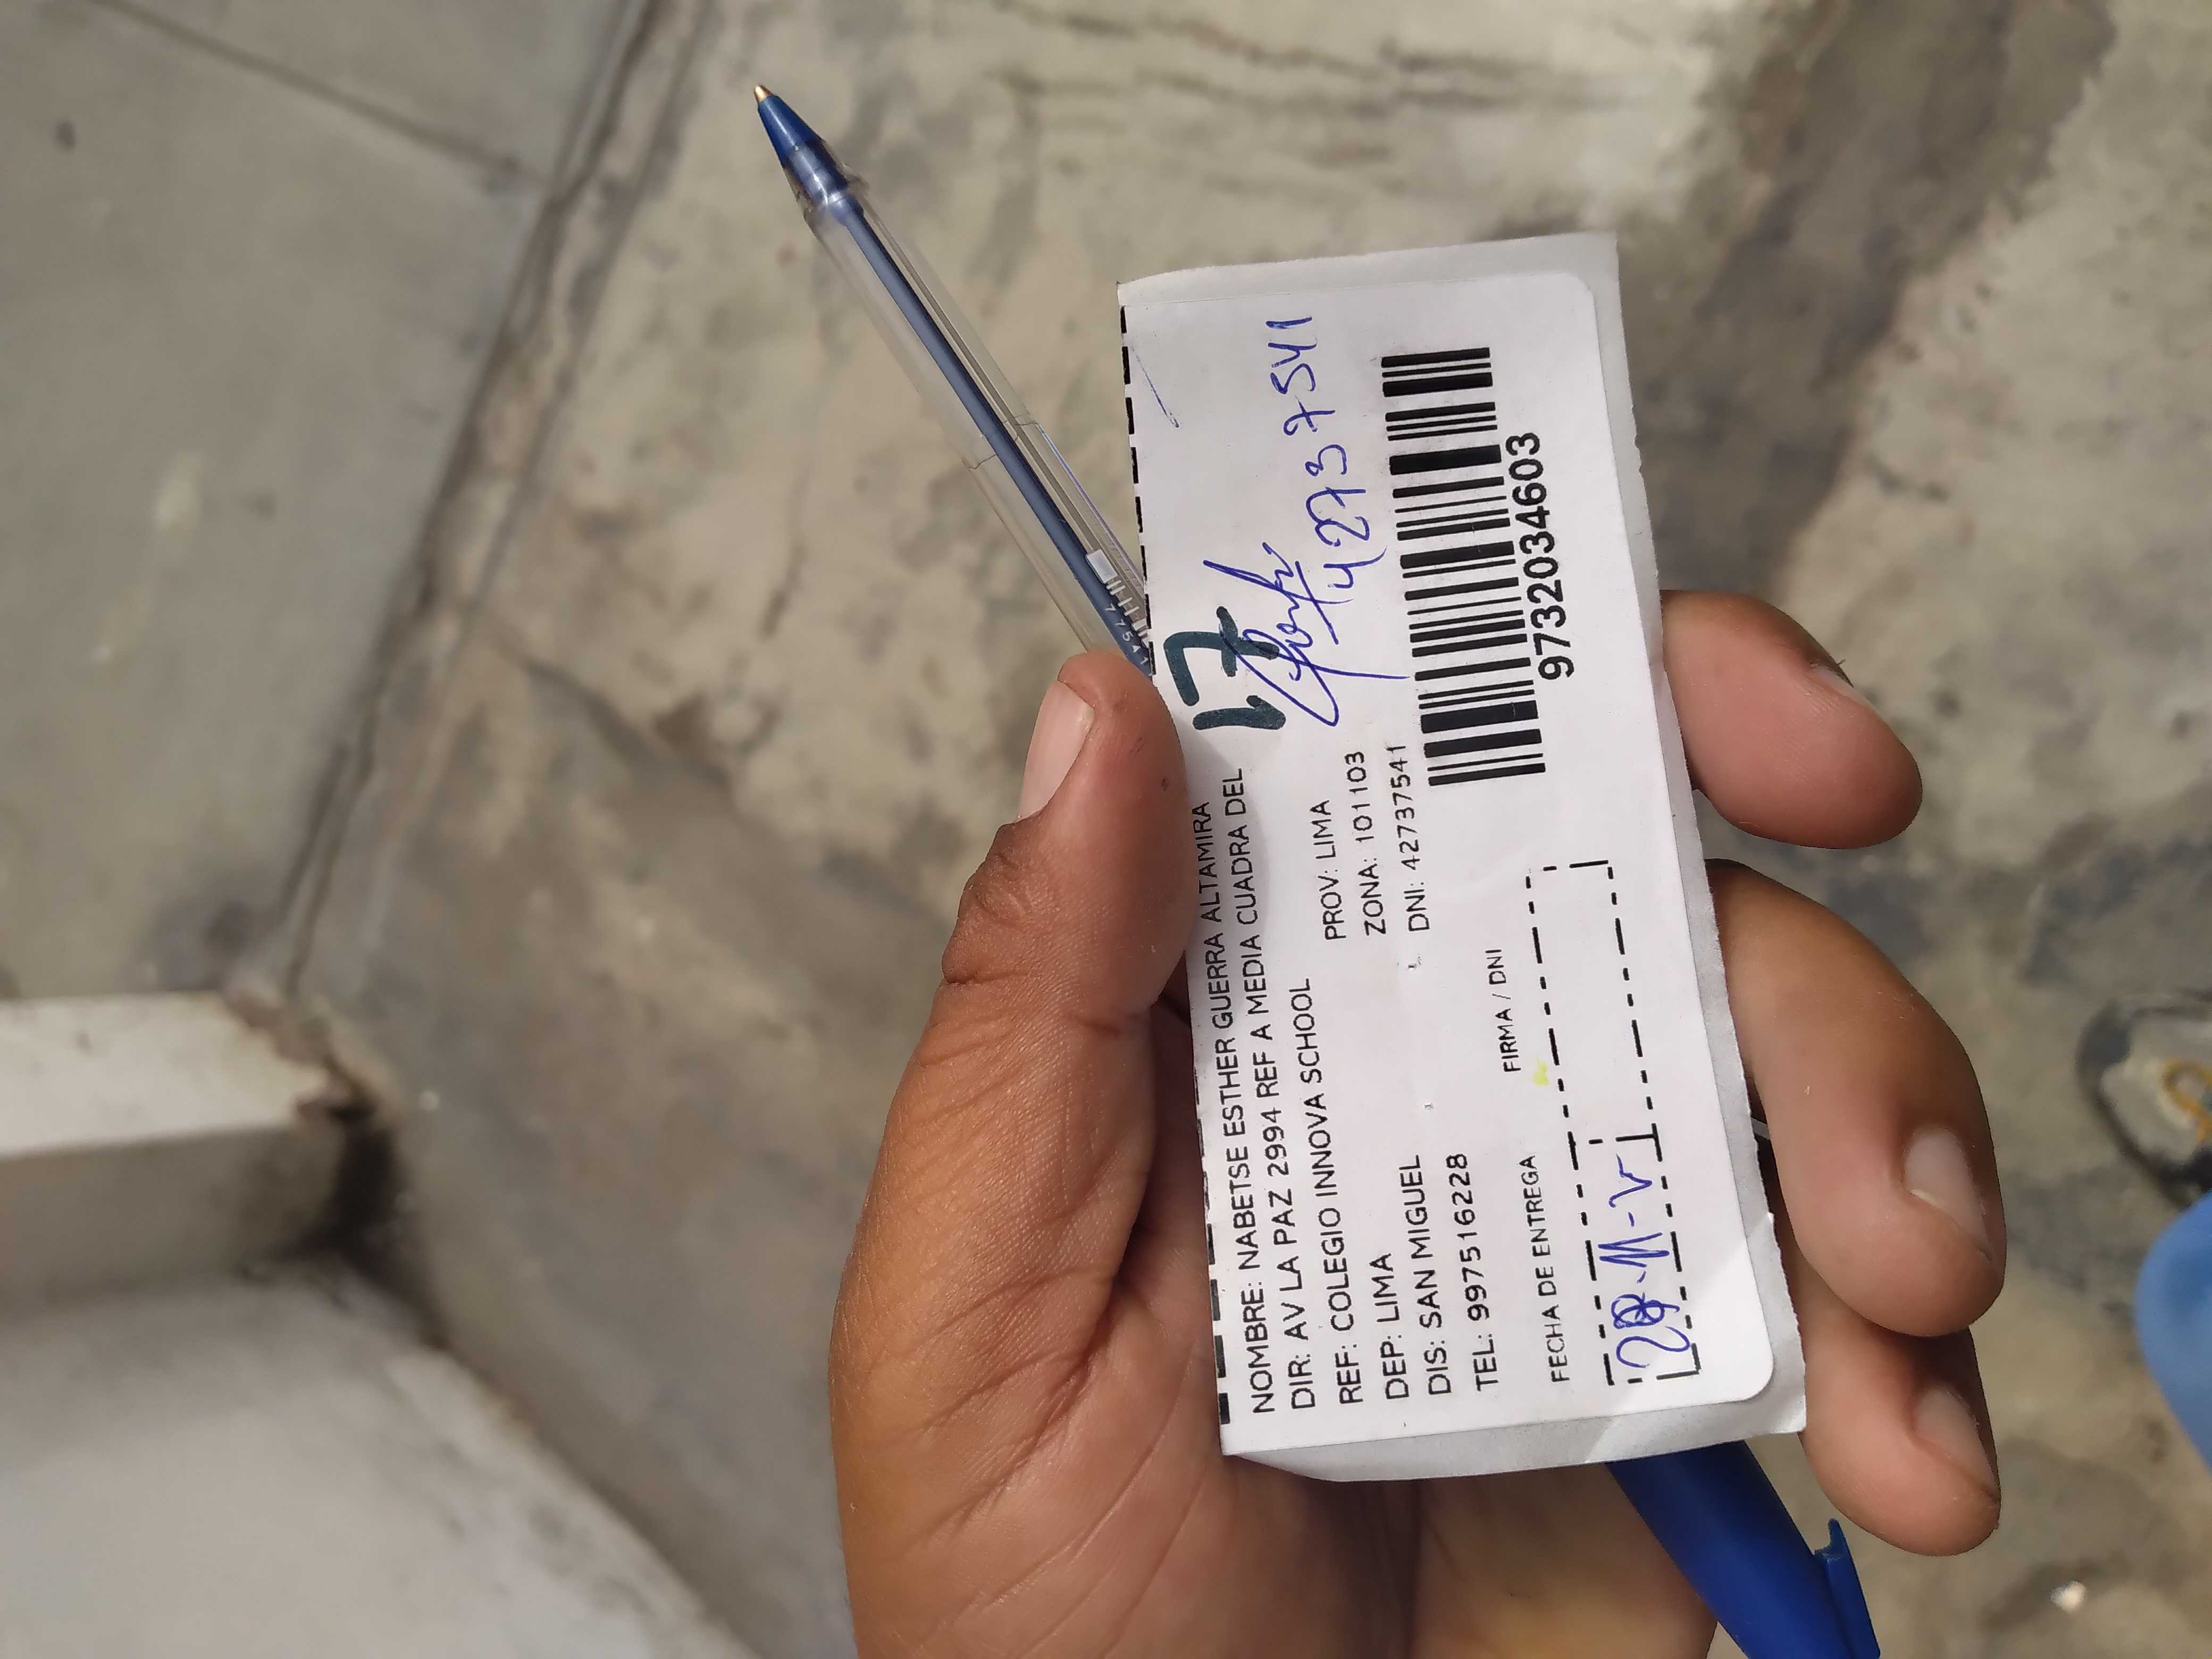 NOMBRE: NABETSE ESTHER GUERRA ALTAMIRA
DIR: AV LA PAZ 2994 REF A MEDIA CUADRA DEL
REF: COLEGIO INNOVA SCHOOL
DEP: LIMA PROV: LIMA
DIS: SAN MIGUEL ZONA: 101103
TEL: 997516228 DNI: 42737541
17
42737541
9732034603
FECHA DE ENTREGA FIRMA / DNI